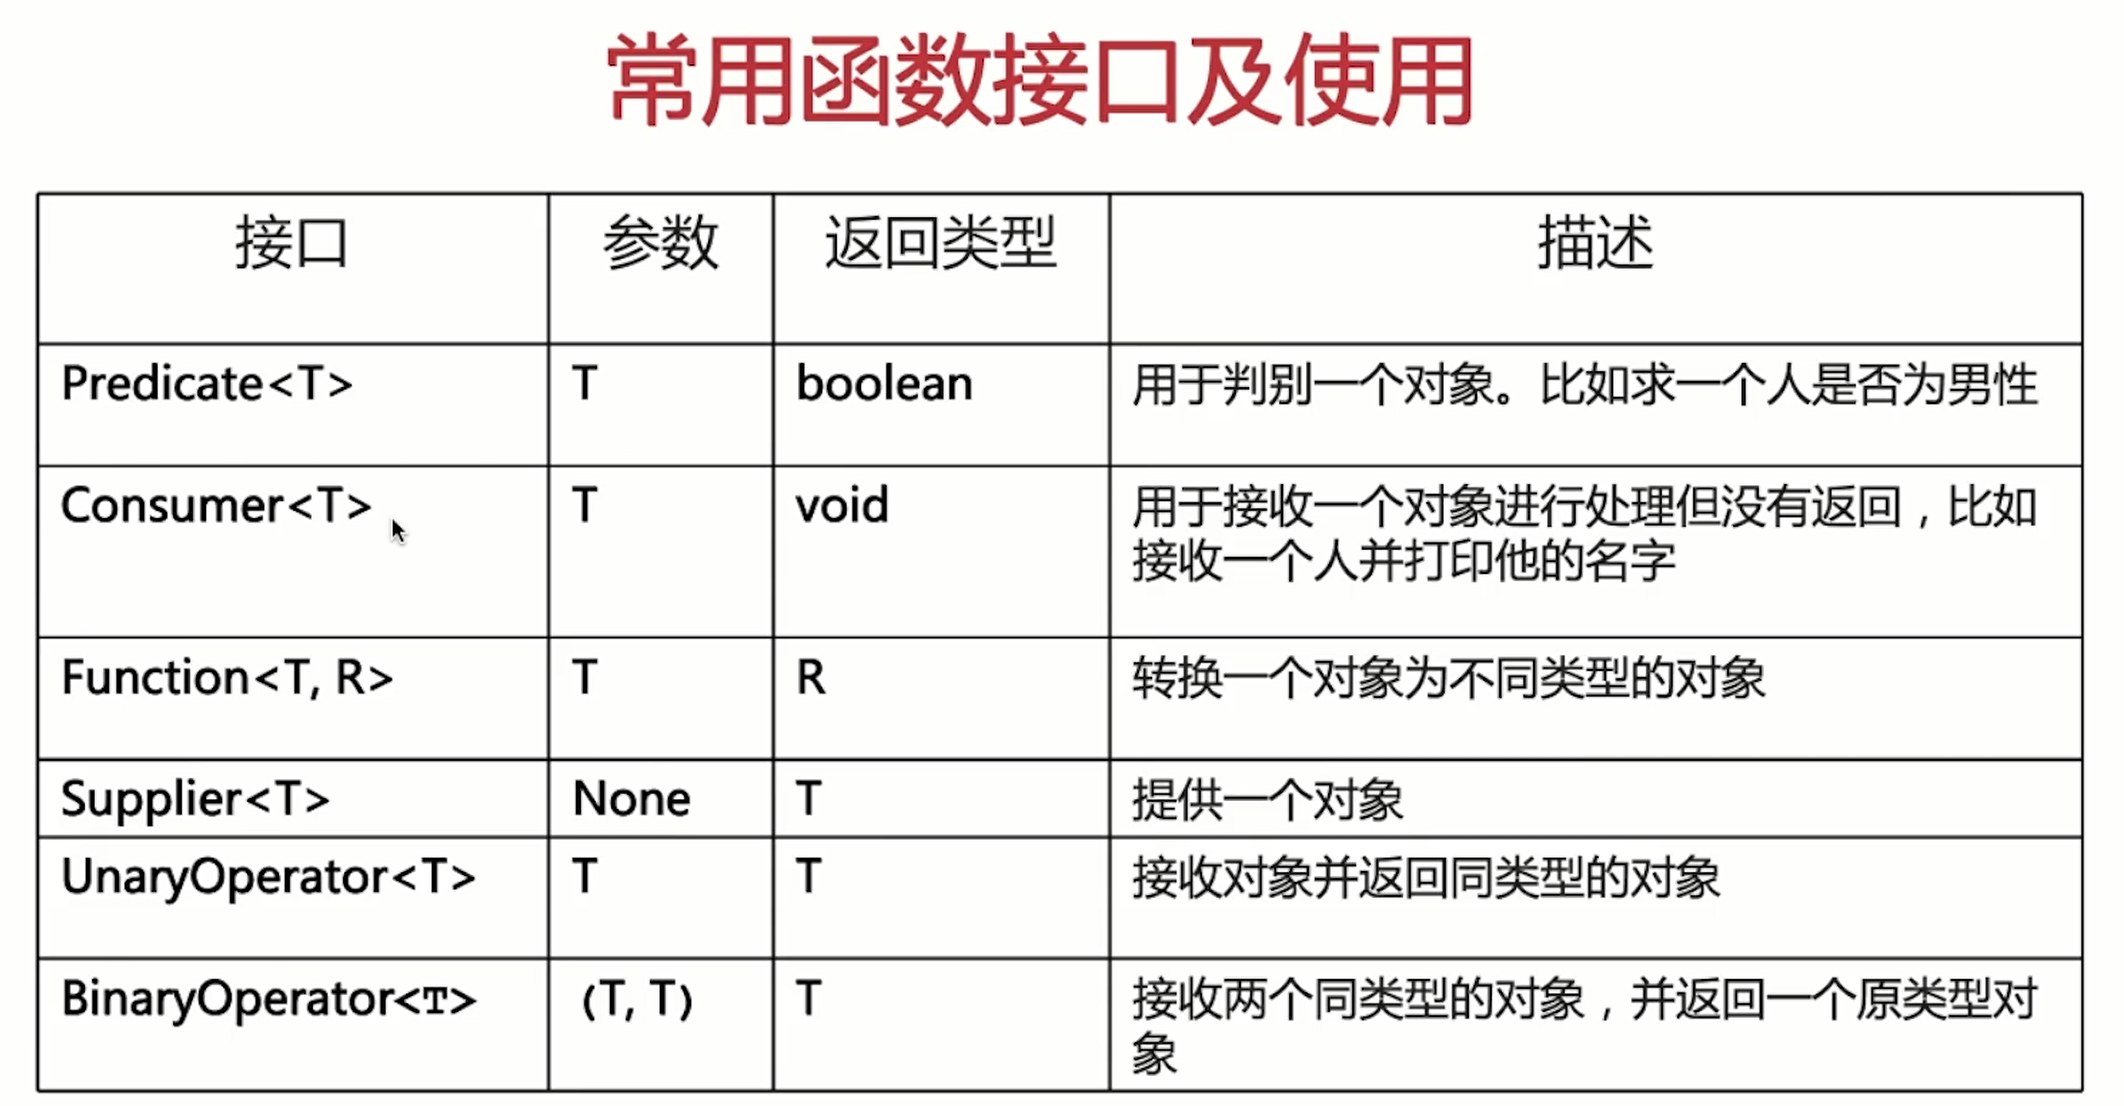 常用函数接口及使用
接口 参数 返回类型 描述
Predicate<T> T boolean 用于判别一个对象。比如求一个人是否为男性
Consumer<T> T void 用于接收一个对象进行处理但没有返回，比如
接收一个人并打印他的名字
Function<T, R> T R 转换一个对象为不同类型的对象
Supplier<T> None T 提供一个对象
UnaryOperator<T> T T 接收对象并返回同类型的对象
BinaryOperator<T> (T, T) T 接收两个同类型的对象，并返回一个原类型对
象